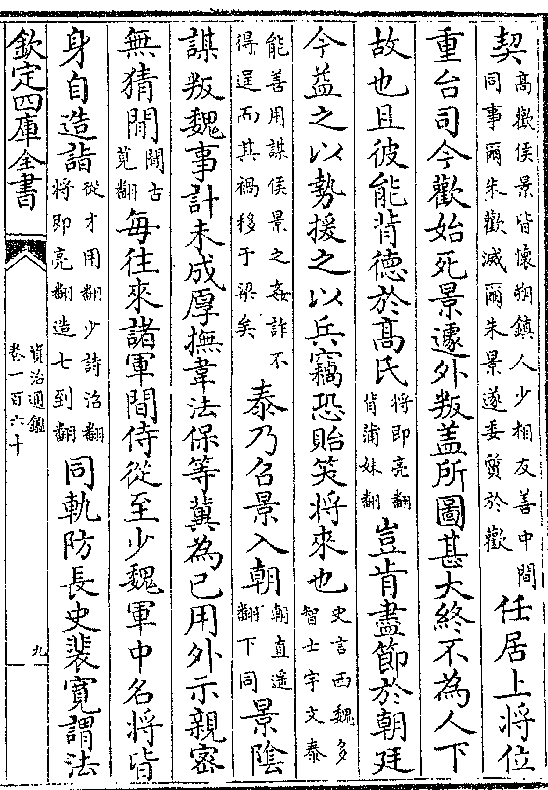 契高歡侯景皆懷朔鎮人少相友善中間同事爾朱歡滅爾朱景遂委質於歡任居上將位
重台司今歡始死景遽外叛盖所圖甚大終不為人下
故也且彼能背德於髙氏將即亮翻背蒲妹翻豈肯盡節於朝廷
今益之以勢援之以兵竊恐貽笑將來也史言西魏多智士宇文泰
能善用謀侯景之姦詐不得逞而其禍移于梁矣泰乃召景入朝朝直遥翻下同景隂
謀叛魏事計未成厚撫韋法保等冀為已用外示親密
無猜間間古莧翻每往來諸軍間侍從至少魏軍中名將皆
身自造詣從才用翻少詩沼翻將即亮翻造七到翻同軌防長史裴寛謂法
欽定四庫全書
資治通鑑
卷一百六十
九